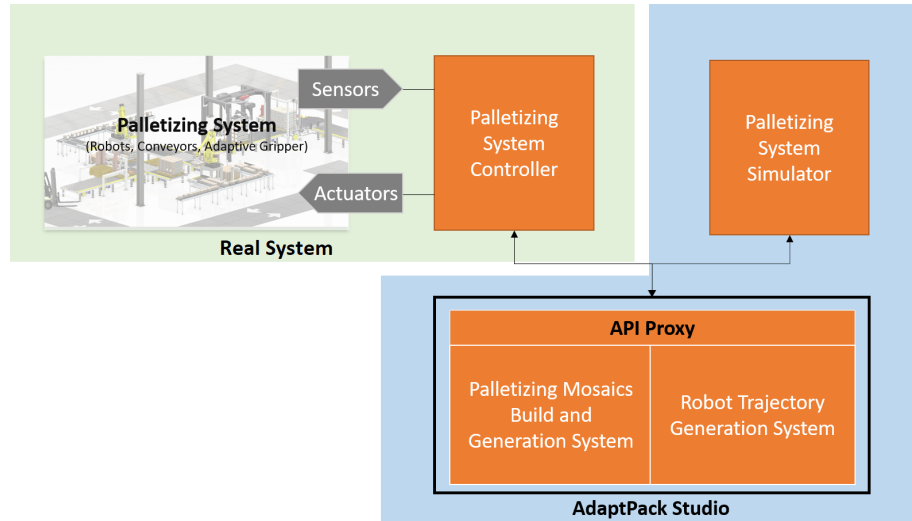 Sensors
Palletizing System
(Robots, Conveyors, Adaptive Gripper)
Actuators
Palletizing
System
Controller
Real System
Palletizing
System
Simulator
API Proxy
Palletizing Mosaics
Build and
Generation System
Robot Trajectory
Generation System
AdaptPack Studio